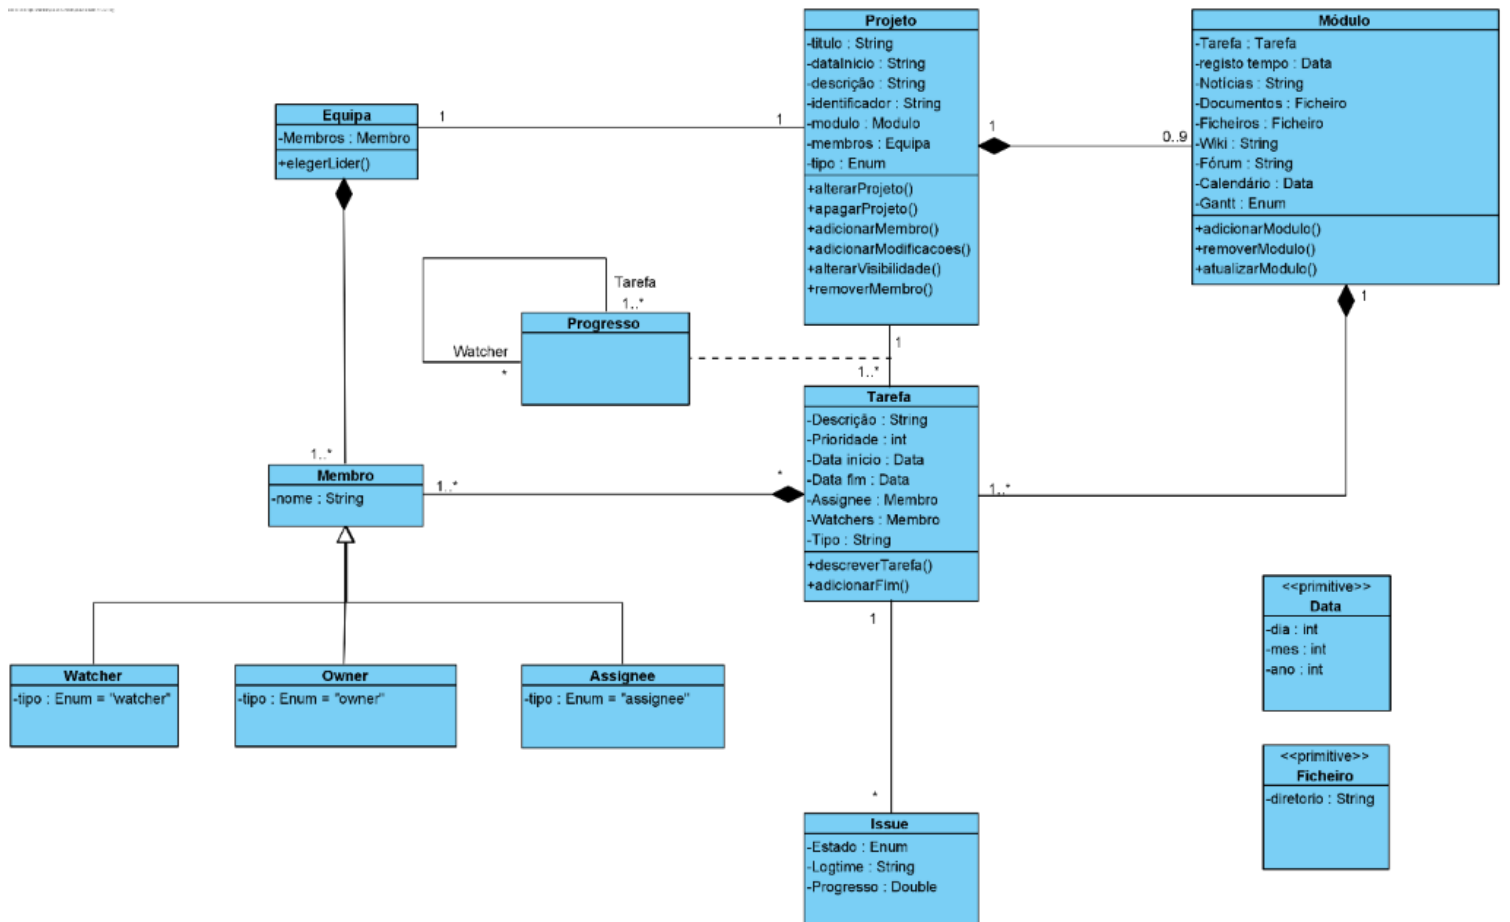 Projeto
-titulo : String
-dataInicio : String
-descrição : String
-identificador : String
-modulo : Modulo
-membros : Equipa
-tipo : Enum
+alterarProjeto()
+apagarProjeto()
+adicionarMembro()
+adicionarModificacoes()
+alterarVisibilidade()
+removerMembro()
Módulo
-Tarefa : Tarefa
-registo tempo : Data
-Notícias : String
-Documentos : Ficheiro
-Ficheiros : Ficheiro
-Wiki : String
-Fórum : String
-Calendário : Data
-Gantt : Enum
+adicionarModulo()
+removerModulo()
+atualizarModulo()
Equipa
-Membros : Membro
+elegerLider()
1
1
1
0..9
Tarefa
1..*
Progresso
Watcher
*
1
1..*
1
Tarefa
-Descrição : String
-Prioridade : int
-Data inicio : Data
-Data fim : Data
-Assignee : Membro
-Watchers : Membro
-Tipo : String
+descreverTarefa()
+adicionarFim()
1..*
Membro
-nome : String
1..*
*
1..*
Watcher
-tipo : Enum = "watcher"
Owner
-tipo : Enum = "owner"
Assignee
-tipo : Enum = "assignee"
1
*
Issue
-Estado : Enum
-Logtime : String
-Progresso : Double
<<primitive>>
Data
-dia : int
-mes : int
-ano : int
<<primitive>>
Ficheiro
-diretorio : String